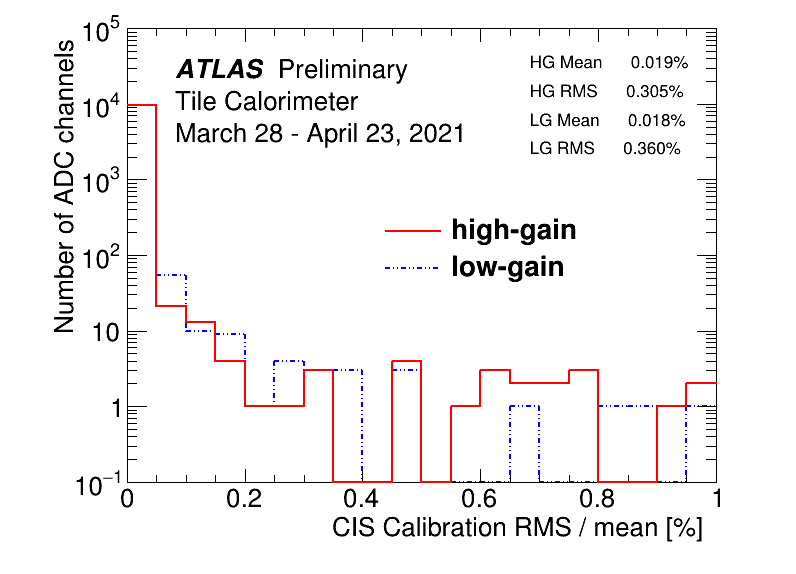 ATLAS Preliminary
Tile Calorimeter
March 28 - April 23, 2021
HG Mean 0.019%
HG RMS 0.305%
LG Mean 0.018%
LG RMS 0.360%
high-gain
low-gain
Number of ADC channels
10^5
10^4
10^3
10^2
10
1
10^−1
0 0.2 0.4 0.6 0.8 1
CIS Calibration RMS / mean [%]